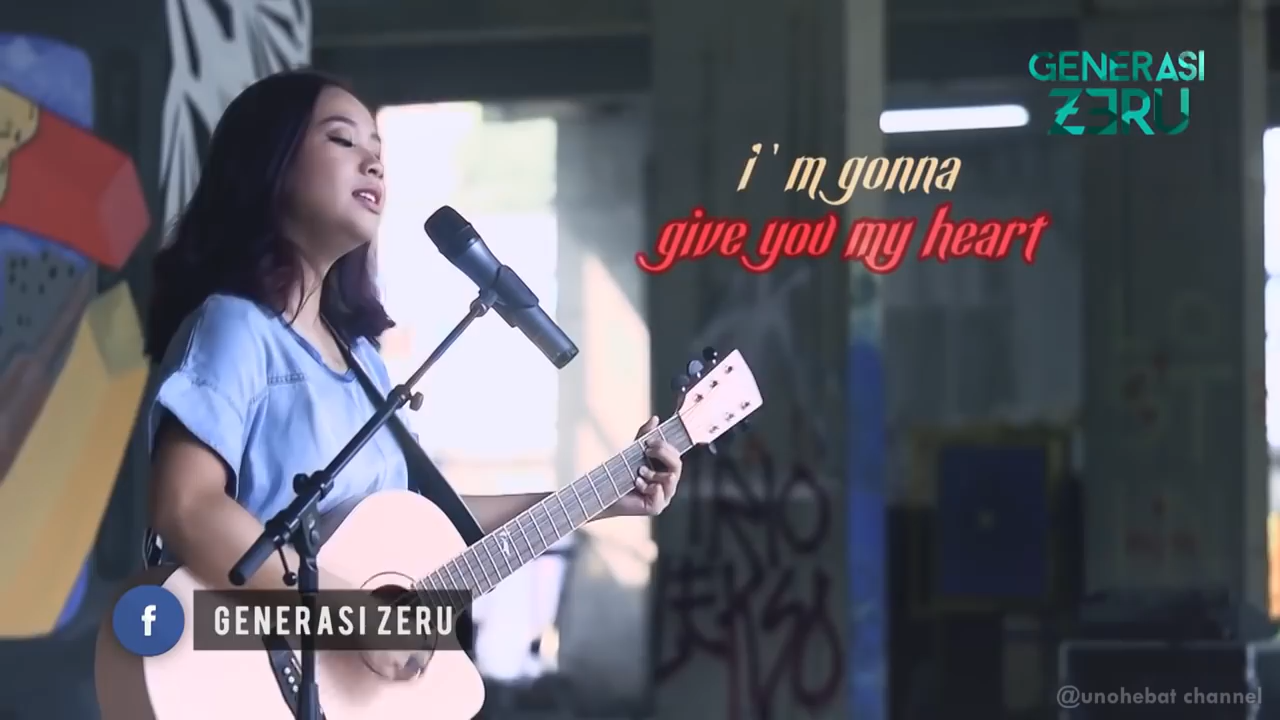 GENERASI
ZERU
i'm gonna
give you my heart
f
GENERASI ZERU
@unohebat channel